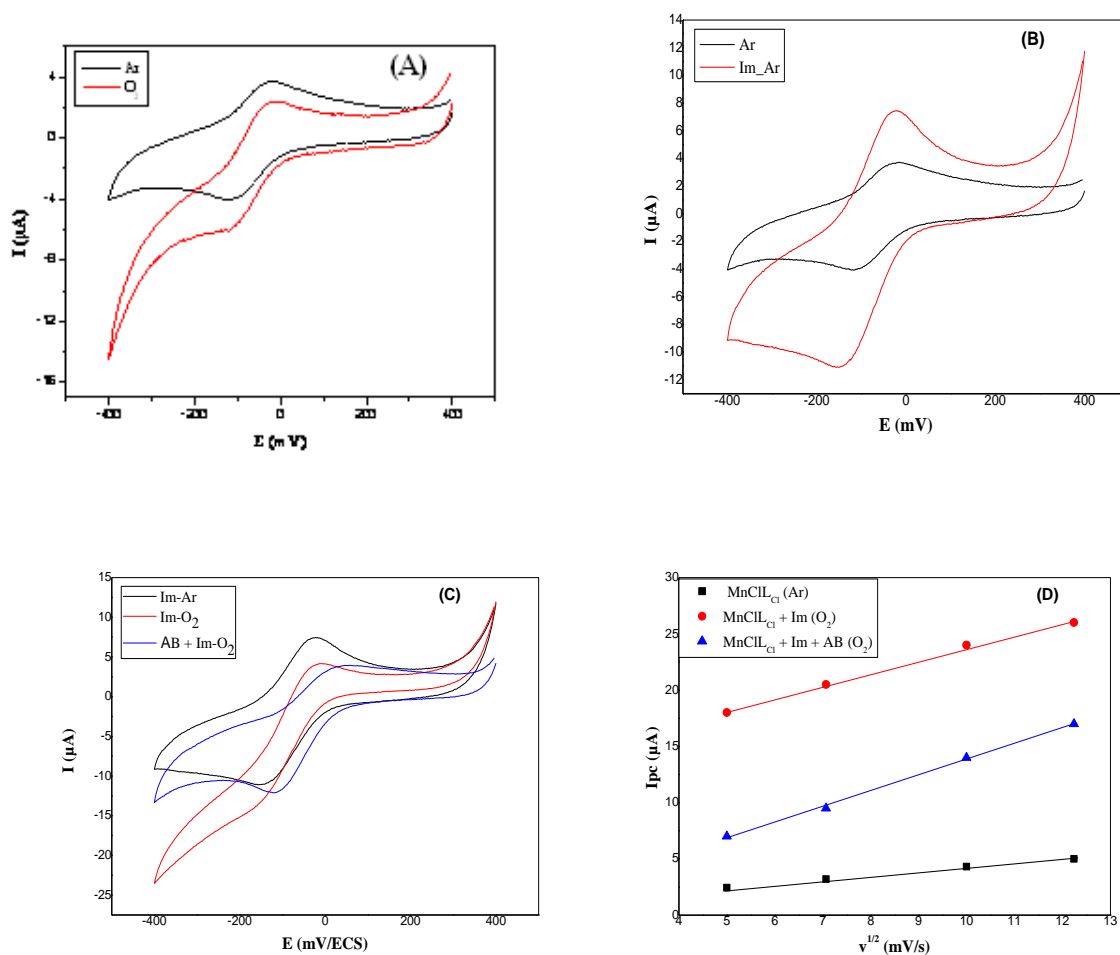 (A)
Ar
O
4
0
-4
-8
-12
-16
I (µA)
-400
-200
0
200
400
E (mV)
(B)
Ar
Im_Ar
14
12
10
8
6
4
2
0
-2
-4
-6
-8
-10
-12
I (µA)
-400
-200
0
200
400
E (mV)
(C)
Im-Ar
Im-O2
AB + Im-O2
15
10
5
0
-5
-10
-15
-20
-25
I (µA)
-400
-200
0
200
400
E (mV/ECS)
(D)
MnClLCl (Ar)
MnClLCl + Im (O2)
MnClLCl + Im + AB (O2)
30
25
20
15
10
5
0
Ipc (µA)
4 5 6 7 8 9 10 11 12 13
v1/2 (mV/s)